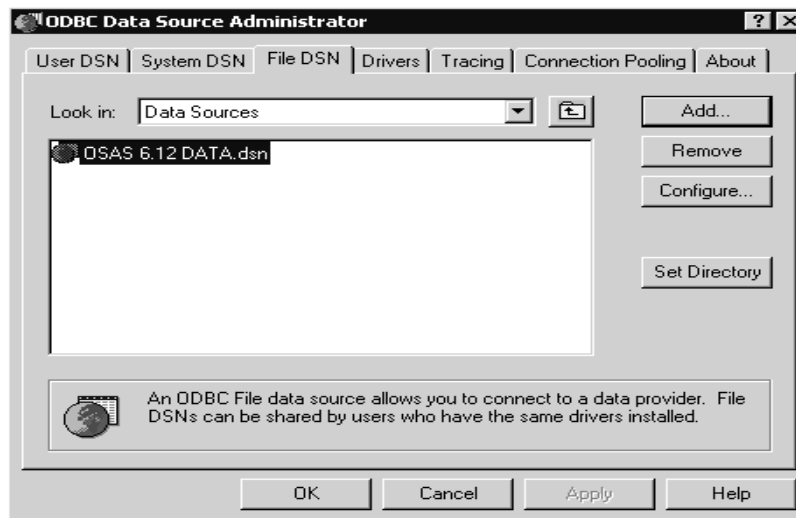 ODBC Data Source Administrator
User DSN System DSN File DSN Drivers Tracing Connection Pooling About
Look in: Data Sources
Add...
OSAS 6.12 DATA.dsn
Remove
Configure...
Set Directory
An ODBC File data source allows you to connect to a data provider. File
DSNs can be shared by users who have the same drivers installed.
OK Cancel Apply Help